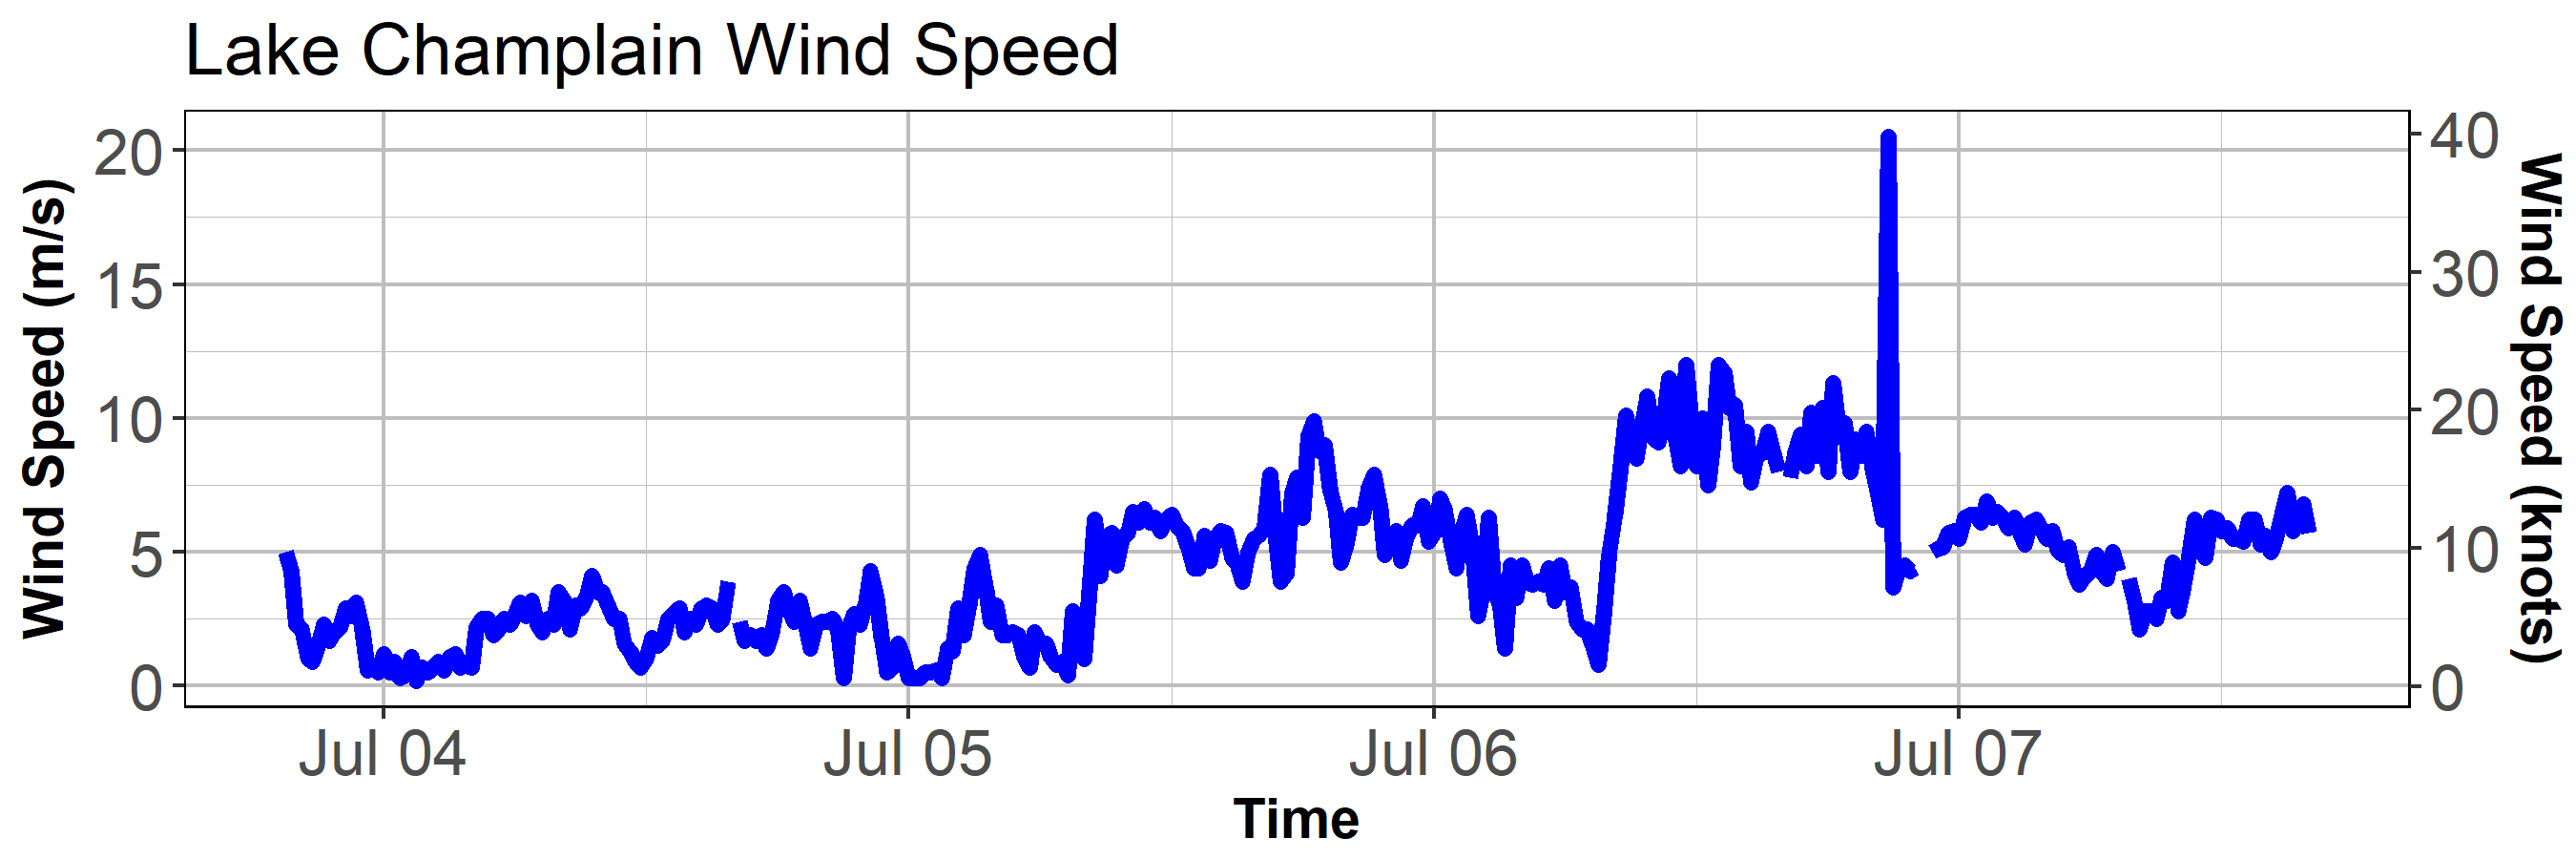 Lake Champlain Wind Speed
Wind Speed (m/s)
20
15
10
5
0
40
30
20
10
0
Wind Speed (knots)
Jul 04
Jul 05
Jul 06
Jul 07
Time